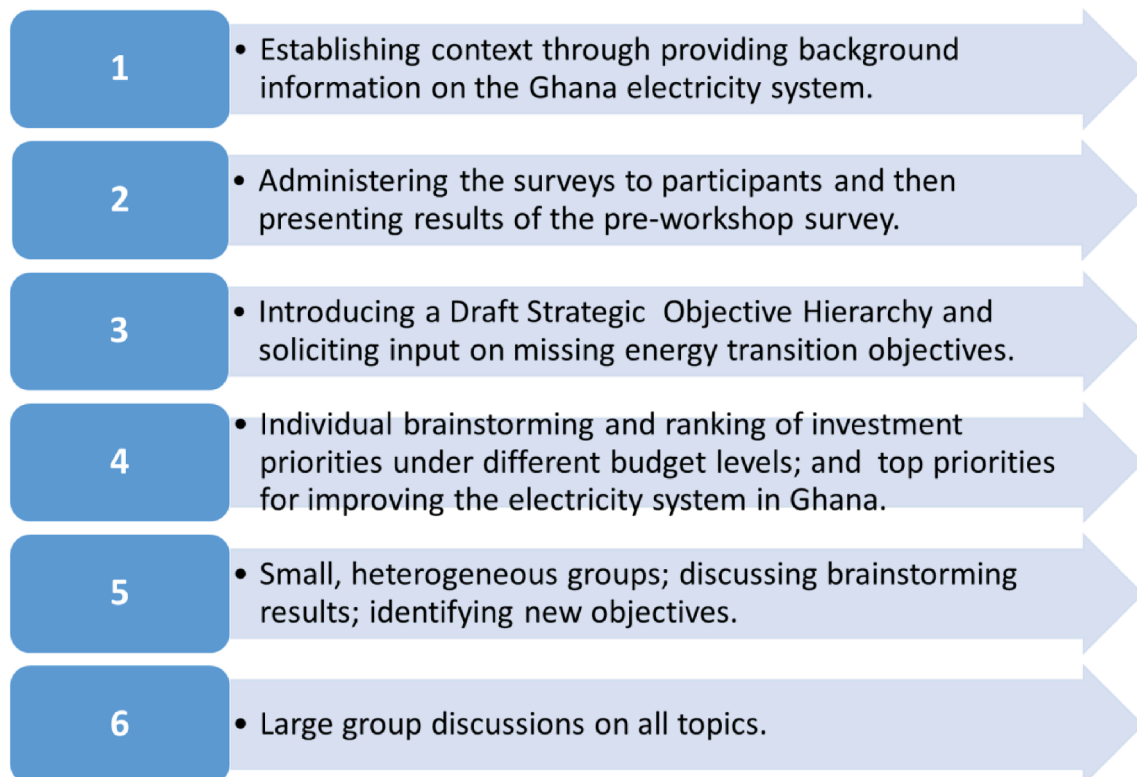 1
• Establishing context through providing background
information on the Ghana electricity system.
2
• Administering the surveys to participants and then
presenting results of the pre-workshop survey.
3
• Introducing a Draft Strategic  Objective Hierarchy and
soliciting input on missing energy transition objectives.
4
• Individual brainstorming and ranking of investment
priorities under different budget levels; and  top priorities
for improving the electricity system in Ghana.
5
• Small, heterogeneous groups; discussing brainstorming
results; identifying new objectives.
6
• Large group discussions on all topics.